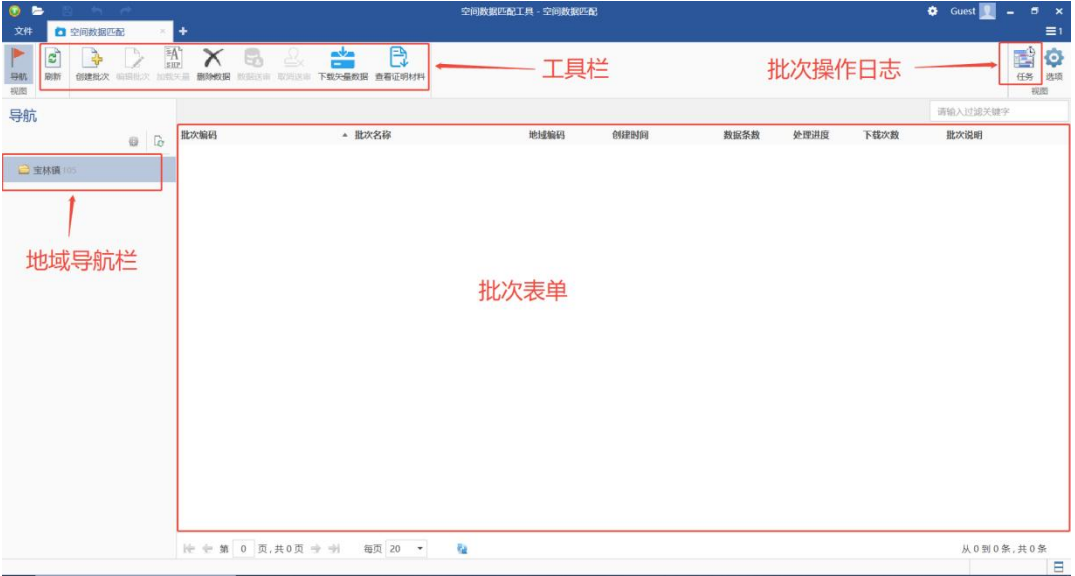 空间数据匹配工具 - 空间数据匹配
Guest
文件 空间数据匹配 × +
1
导航 刷新 创建批次 编辑批次 加载矢量 删除数据 数据送审 取消送审 下载矢量数据 查看证明材料 工具栏 批次操作日志 任务 选项
视图 视图
导航
请输入过滤关键字
批次编码 批次名称 地域编码 创建时间 数据条数 处理进度 下载次数 批次说明
宝林镇 105
地域导航栏
批次表单
第 0 页,共0页 每页 20 从 0 到 0 条,共 0 条